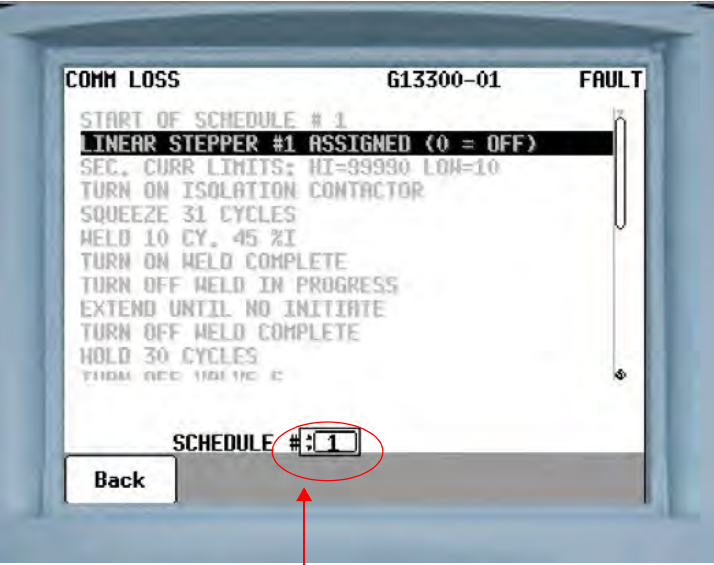 COMM LOSS G13300-01 FAULT
START OF SCHEDULE # 1
LINEAR STEPPER #1 ASSIGNED (0 = OFF)
SEC. CURR LIMITS: HI=99990 LOW=10
TURN ON ISOLATION CONTACTOR
SQUEEZE 31 CYCLES
WELD 10 CY. 45 %I
TURN ON WELD COMPLETE
TURN OFF WELD IN PROGRESS
EXTEND UNTIL NO INITIATE
TURN OFF WELD COMPLETE
HOLD 30 CYCLES
SCHEDULE # 1
Back